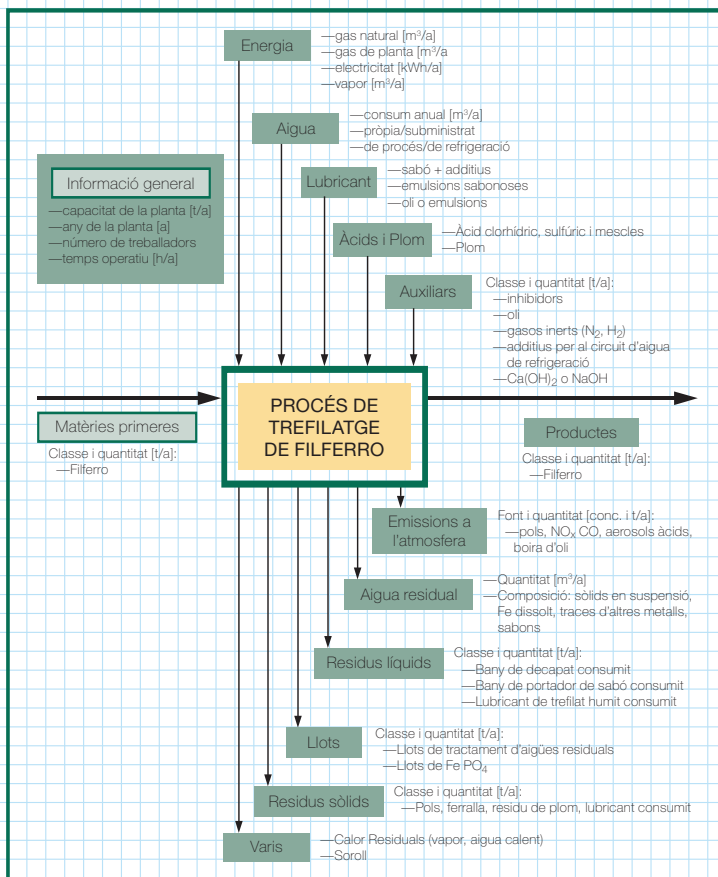 Energia
—gas natural [m³/a]
—gas de planta [m³/a
—electricitat [kWh/a]
—vapor [m³/a]
Aigua
—consum anual [m³/a]
—pròpia/subministrat
—de procés/de refrigeració
Informació general
—capacitat de la planta [t/a]
—any de la planta [a]
—número de treballadors
—temps operatiu [h/a]
Lubricant
—sabó + additius
—emulsions sabonoses
—oli o emulsions
Àcids i Plom
—Àcid clorhídric, sulfúric i mescles
—Plom
Auxiliars
Classe i quantitat [t/a]:
—inhibidors
—oli
—gasos inerts (N₂, H₂)
—additius per al circuit d'aigua
de refrigeració
—Ca(OH)₂ o NaOH
PROCÉS DE
TREFILATGE
DE FILFERRO
Matèries primeres
Classe i quantitat [t/a]:
—Filferro
Productes
Classe i quantitat [t/a]:
—Filferro
Emissions a
l'atmosfera
Font i quantitat [conc. i t/a]:
—pols, NOₓ CO, aerosols àcids,
boira d'oli
Aigua residual
—Quantitat [m³/a]
—Composició: sòlids en suspensió,
Fe dissolt, traces d'altres metalls,
sabons
Residus líquids
Classe i quantitat [t/a]:
—Bany de decapat consumit
—Bany de portador de sabó consumit
—Lubricant de trefilat humit consumit
Llots
Classe i quantitat [t/a]:
—Llots de tractament d'aigües residuals
—Llots de Fe PO₄
Residus sòlids
Classe i quantitat [t/a]:
—Pols, ferralla, residu de plom, lubricant consumit
Varis
—Calor Residuals (vapor, aigua calent)
—Soroll